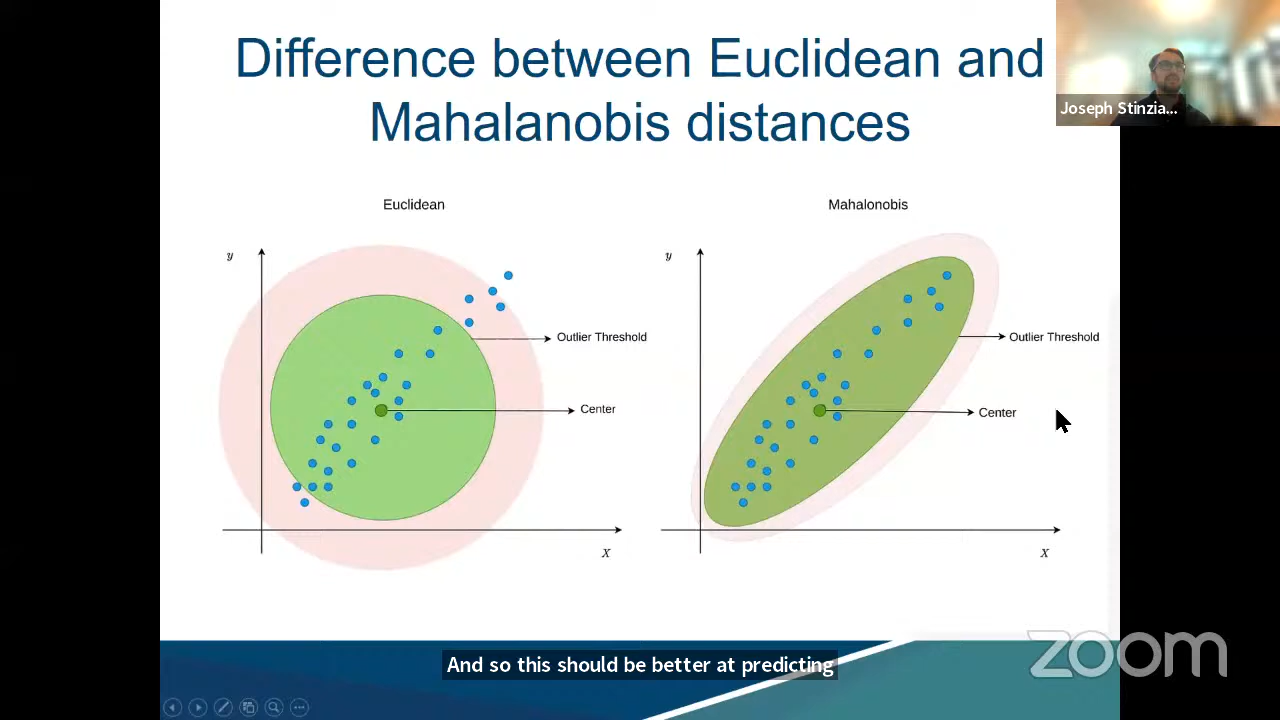 Difference between Euclidean and
Mahalanobis distances
Joseph Stinzia...
Euclidean
Mahalonobis
y
Outlier Threshold
Center
X
y
Outlier Threshold
Center
X
And so this should be better at predicting
zoom